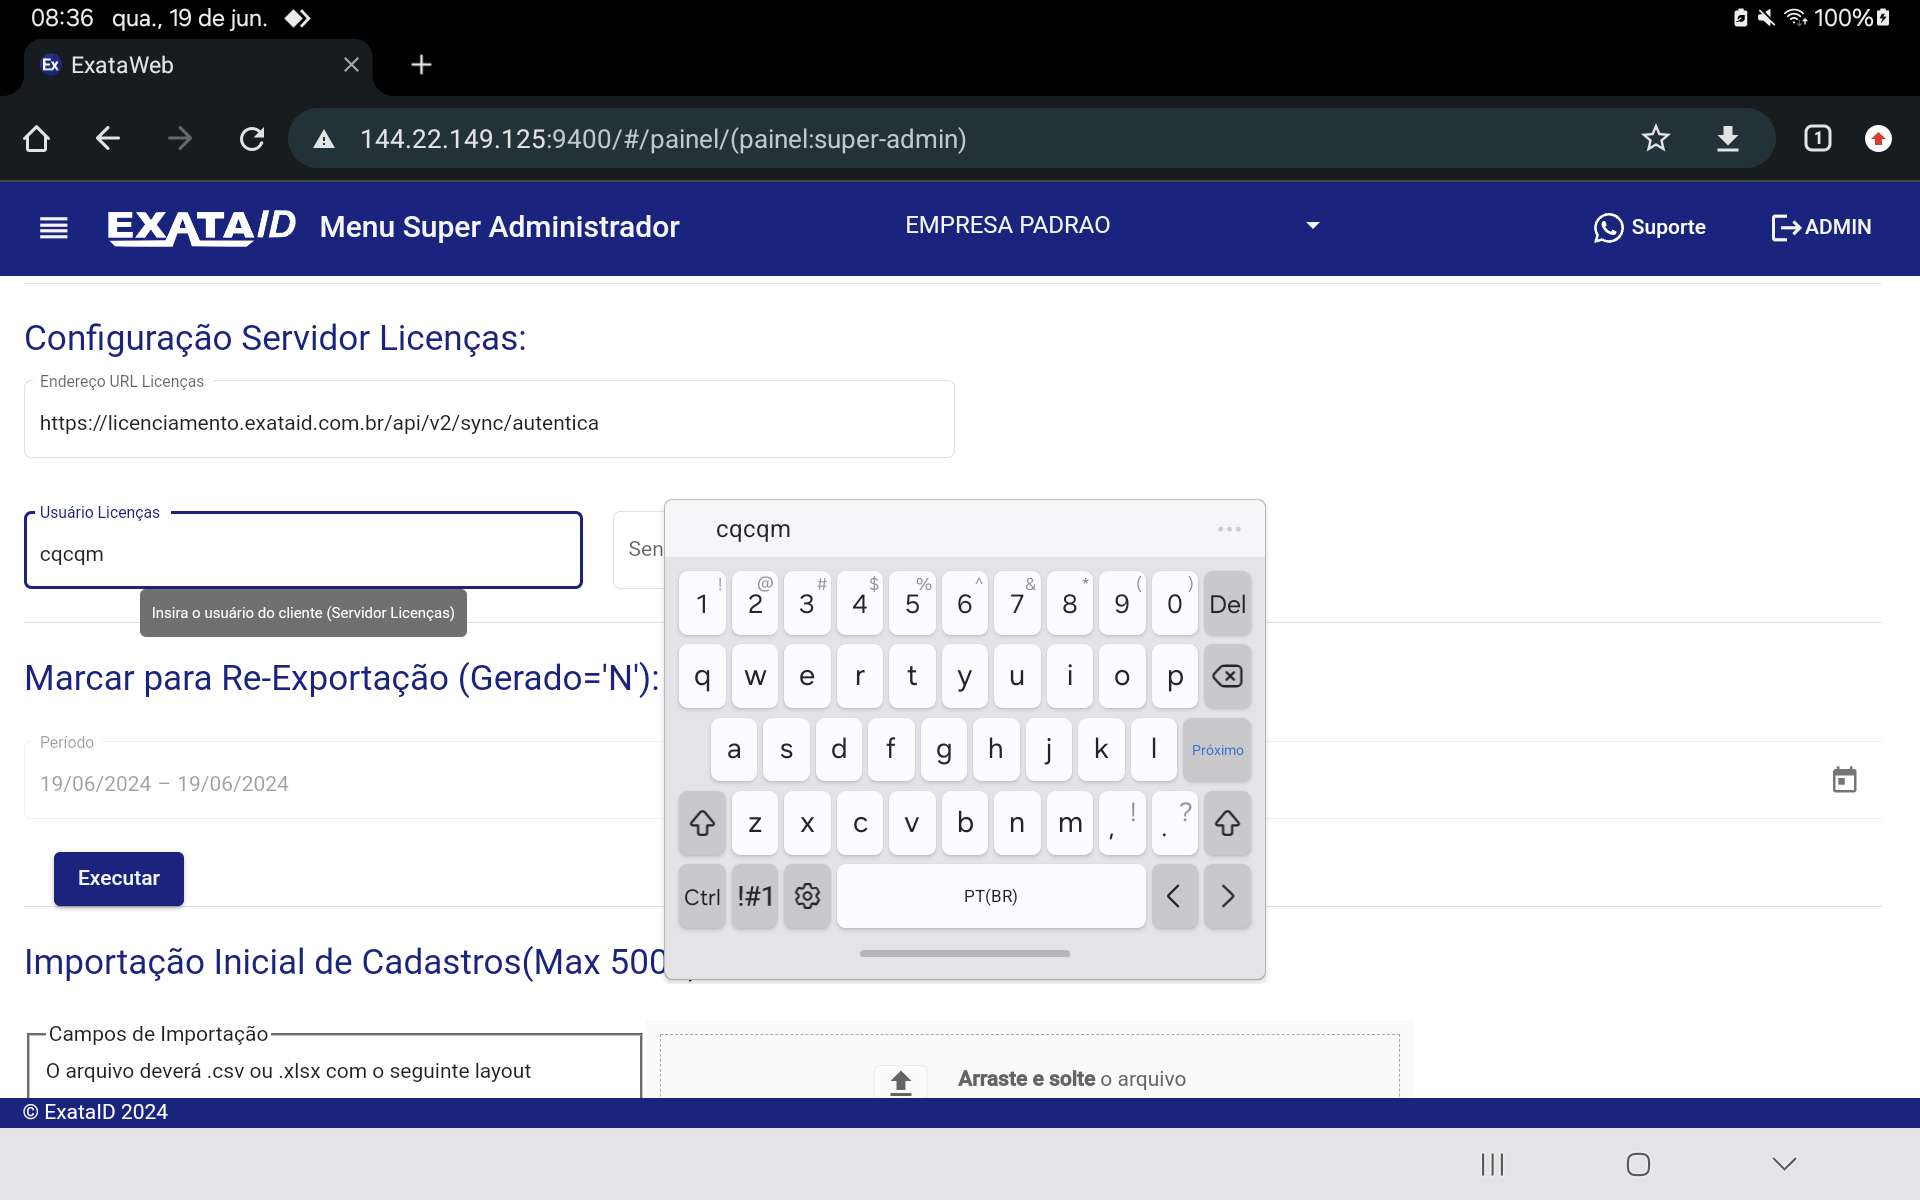 08:36 qua., 19 de jun. 100%
Ex ExataWeb
144.22.149.125:9400/#/painel/(painel:super-admin) 1
EXATAID Menu Super Administrador EMPRESA PADRAO Suporte ADMIN
Configuração Servidor Licenças:
Endereço URL Licenças
https://licenciamento.exataid.com.br/api/v2/sync/autentica
Usuário Licenças
cqcqm
Sen
Insira o usuário do cliente (Servidor Licenças)
cqcqm
! @ # $ % ^ & * ( )
1 2 3 4 5 6 7 8 9 0 Del
q w e r t y u i o p
a s d f g h j k l Próximo
z x c v b n m , ! . ?
Ctrl !#1 PT(BR)
Marcar para Re-Exportação (Gerado='N'):
Período
19/06/2024 – 19/06/2024
Executar
Importação Inicial de Cadastros(Max 500
Campos de Importação
O arquivo deverá .csv ou .xlsx com o seguinte layout
Arraste e solte o arquivo
© ExataID 2024